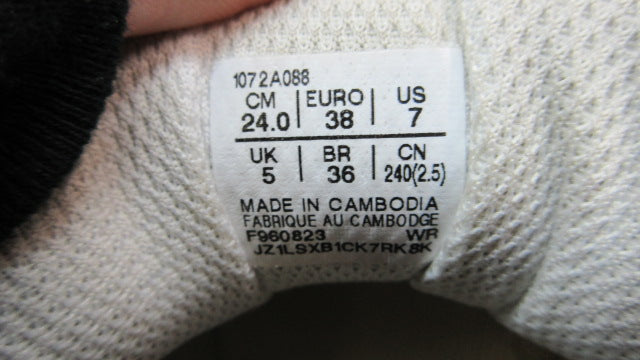 1072A088
CM | EURO | US
24.0 | 38 | 7
UK | BR | CN
5 | 36 | 240(2.5)
MADE IN CAMBODIA
FABRIQUE AU CAMBODGE
F960823 WR
JZ1LSXB1CK7RK8K